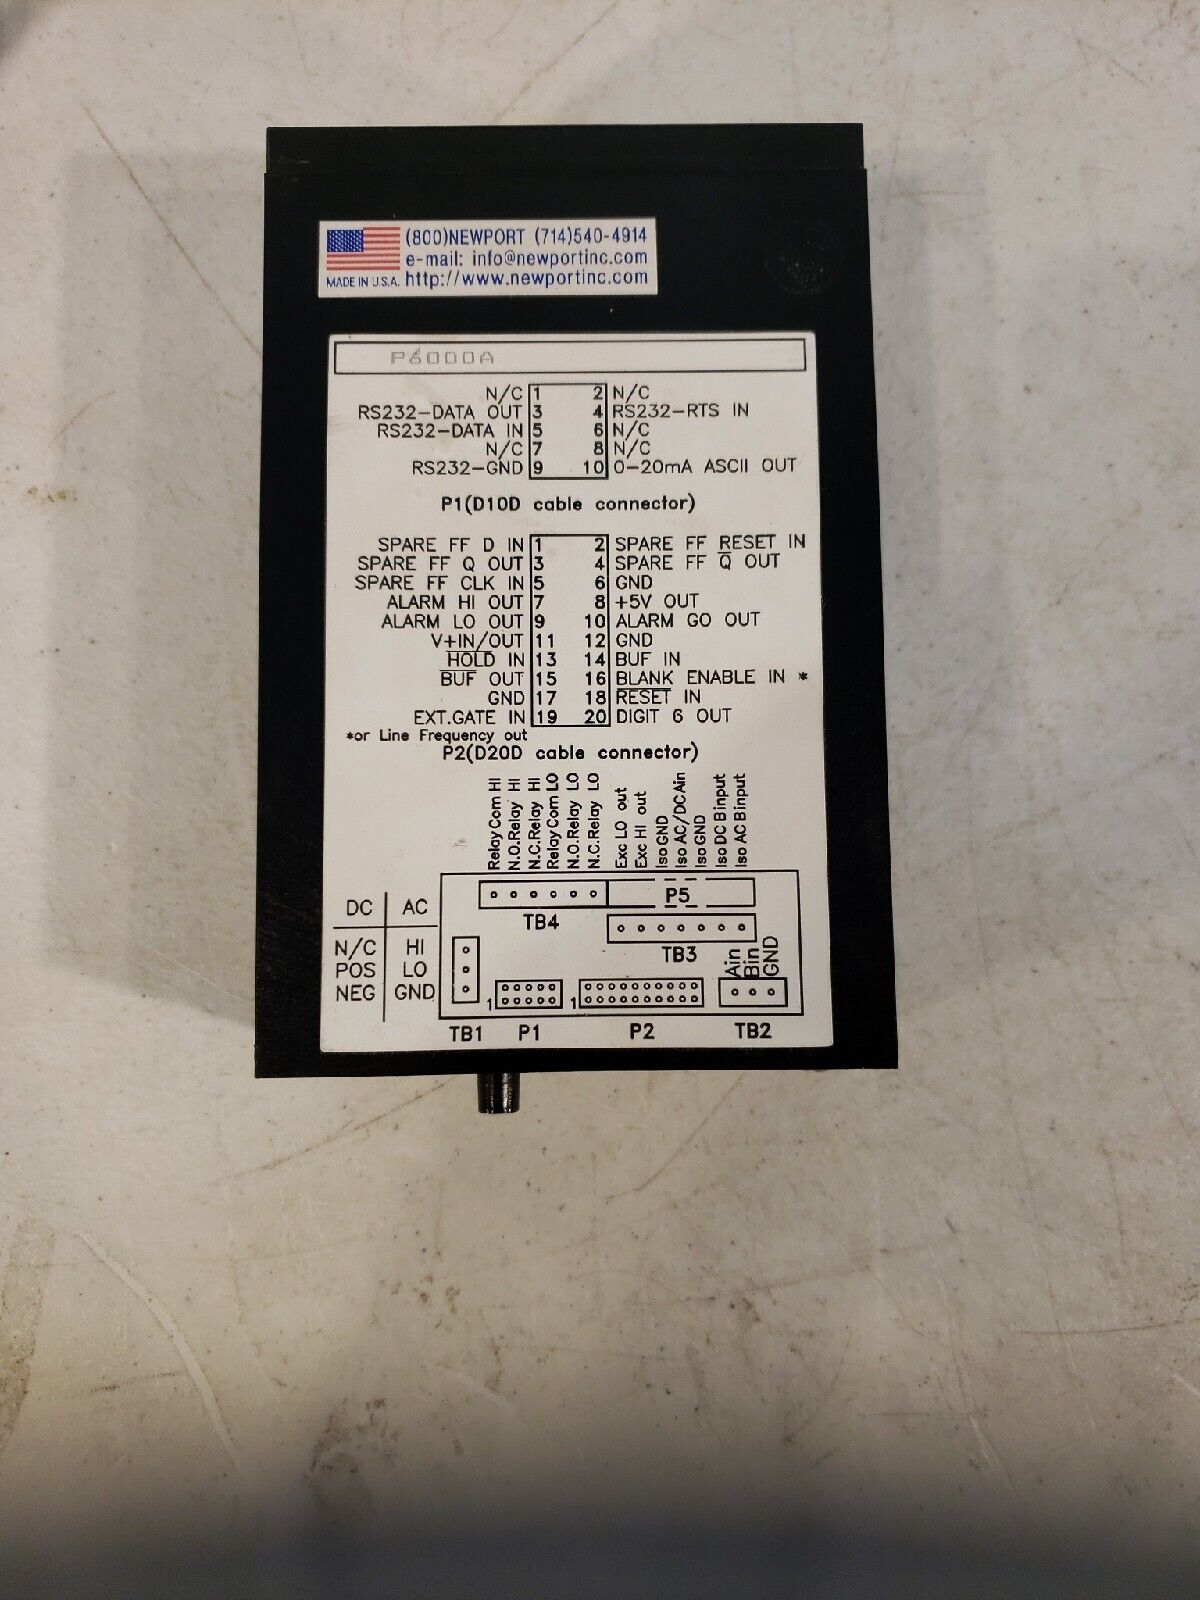 (800)NEWPORT (714)540-4914
e-mail: info@newportinc.com
MADE IN U.S.A. http://www.newportinc.com
P6000A
N/C 1 2 N/C
RS232-DATA OUT 3 4 RS232-RTS IN
RS232-DATA IN 5 6 N/C
N/C 7 8 N/C
RS232-GND 9 10 0-20mA ASCII OUT
P1(D10D cable connector)
SPARE FF D IN 1 2 SPARE FF RESET IN
SPARE FF Q OUT 3 4 SPARE FF Q̅ OUT
SPARE FF CLK IN 5 6 GND
ALARM HI OUT 7 8 +5V OUT
ALARM LO OUT 9 10 ALARM GO OUT
V+IN/OUT 11 12 GND
H̅O̅L̅D̅ IN 13 14 BUF IN
B̅U̅F̅ OUT 15 16 BLANK ENABLE IN *
GND 17 18 R̅E̅S̅E̅T̅ IN
EXT.GATE IN 19 20 DIGIT 6 OUT
*or Line Frequency out
P2(D20D cable connector)
Relay Com HI
N.O.Relay HI
N.C.Relay HI
Relay Com LO
N.O.Relay LO
N.C.Relay LO
Exc LO out
Exc HI out
Iso GND
Iso AC/DC Ain
Iso GND
Iso DC Binput
Iso AC Binput
DC AC
N/C HI
POS LO
NEG GND
P5
TB4
TB3
Ain
Bin
GND
1 1
TB1 P1 P2 TB2